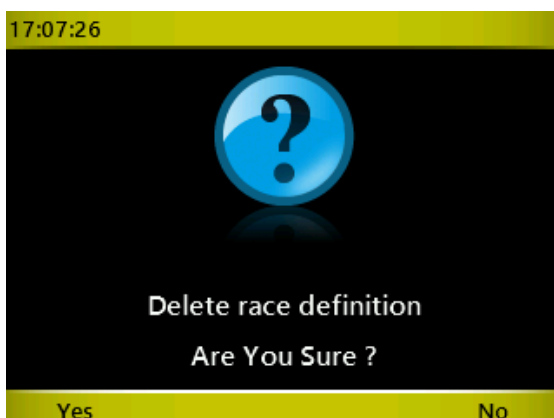 17:07:26
?
Delete race definition
Are You Sure ?
Yes No